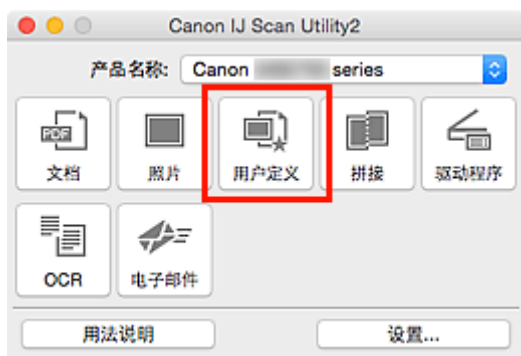 Canon IJ Scan Utility2
产品名称: Canon series
PDF
文档 照片 用户定义 拼接 驱动程序
OCR 电子邮件
用法说明 设置...